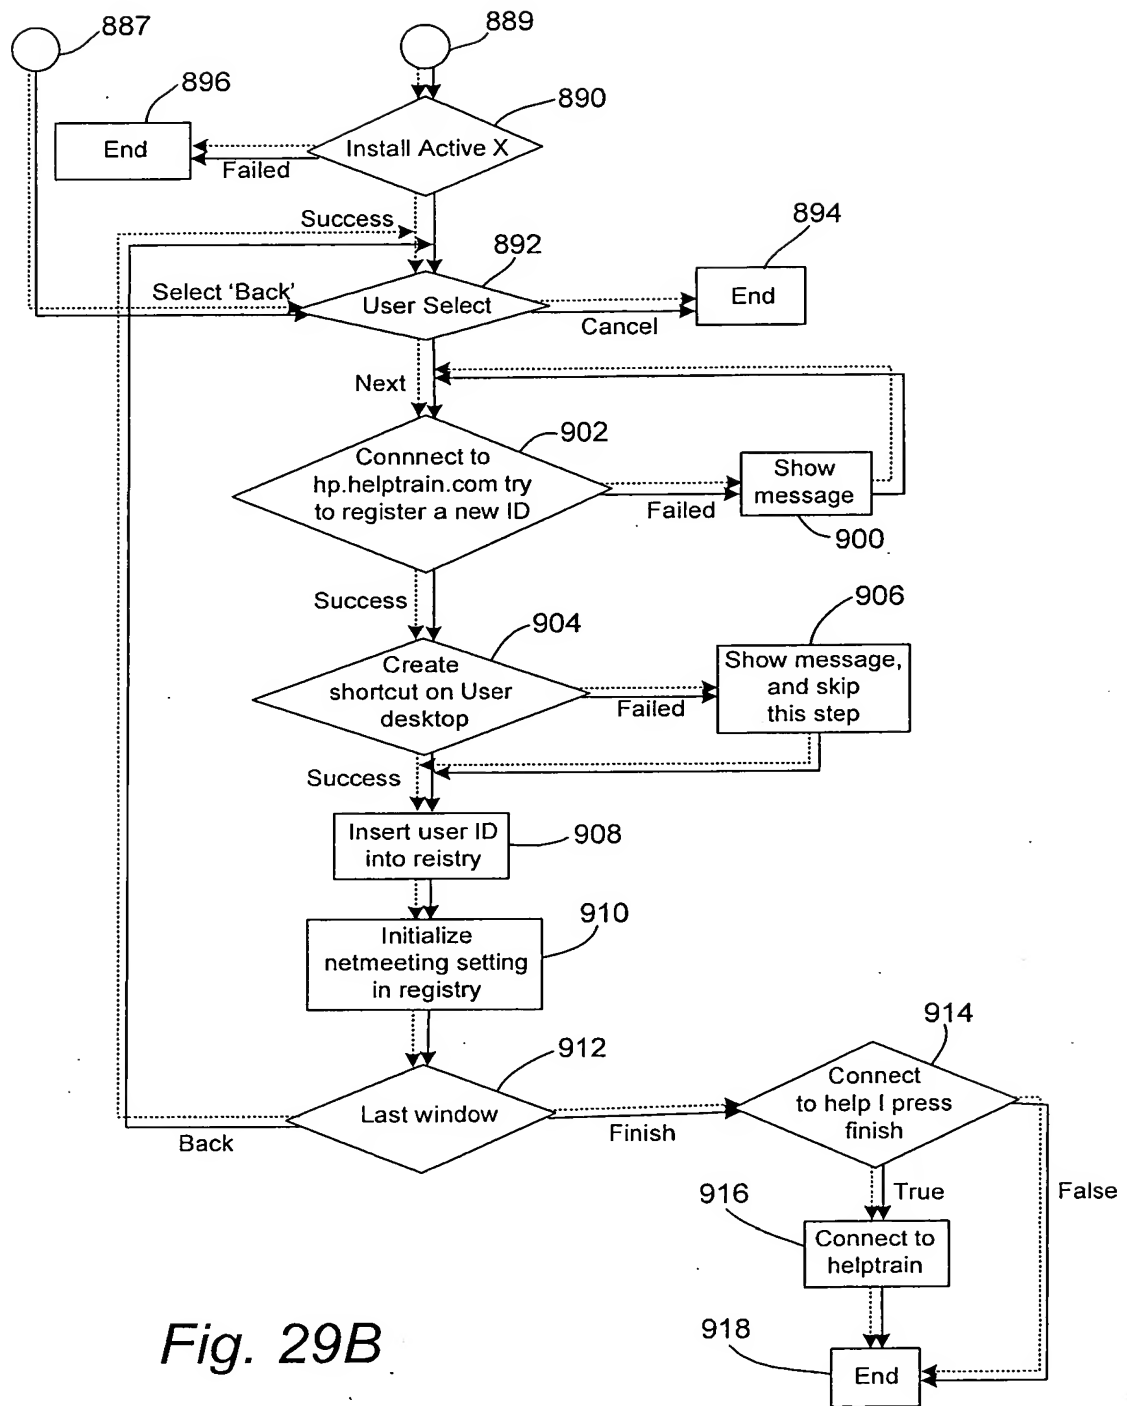 887
889
896
890
End
Install Active X
Failed
Success
894
892
Select ‘Back’
User Select
End
Cancel
Next
902
Connnect to
hp.helptrain.com try
to register a new ID
Show
message
Failed
900
Success
906
904
Create
shortcut on User
desktop
Show message,
and skip
this step
Failed
Success
Insert user ID
into reistry
908
910
Initialize
netmeeting setting
in registry
914
912
Last window
Connect
to help I press
finish
Back
Finish
916
True
False
Connect to
helptrain
918
End
Fig. 29B